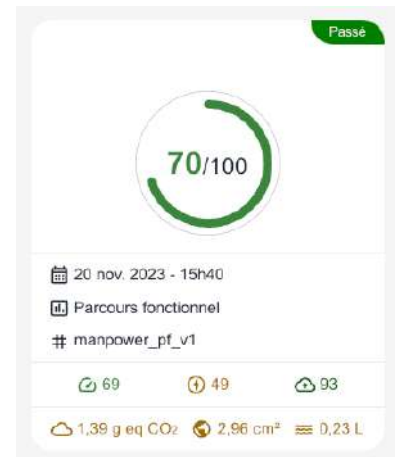 Passé
70/100
20 nov. 2023 - 15h40
Parcours fonctionnel
manpower_pf_v1
69 49 93
1,39 g eq CO₂ 2,96 cm² 0,23 L